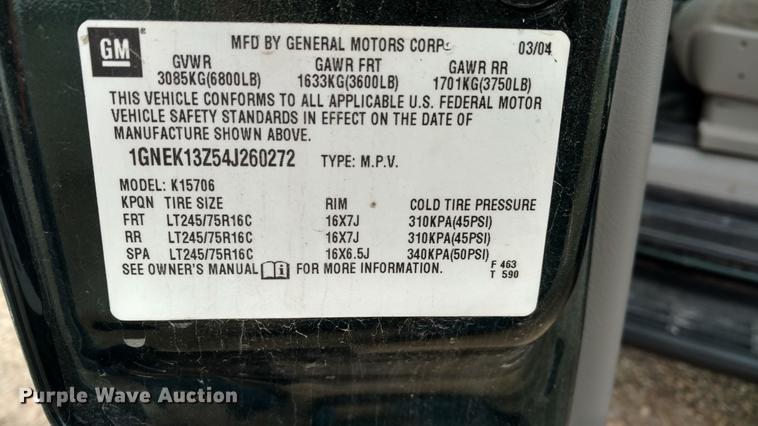 GM
MFD BY GENERAL MOTORS CORP
03/04
GVWR GAWR FRT GAWR RR
3085KG(6800LB) 1633KG(3600LB) 1701KG(3750LB)
THIS VEHICLE CONFORMS TO ALL APPLICABLE U.S. FEDERAL MOTOR
VEHICLE SAFETY STANDARDS IN EFFECT ON THE DATE OF
MANUFACTURE SHOWN ABOVE.
1GNEK13Z54J260272 TYPE: M.P.V.
MODEL: K15706
KPQN TIRE SIZE RIM COLD TIRE PRESSURE
FRT LT245/75R16C 16X7J 310KPA(45PSI)
RR LT245/75R16C 16X7J 310KPA(45PSI)
SPA LT245/75R16C 16X6.5J 340KPA(50PSI)
SEE OWNER'S MANUAL i FOR MORE INFORMATION.
F 463
T 590
Purple Wave Auction